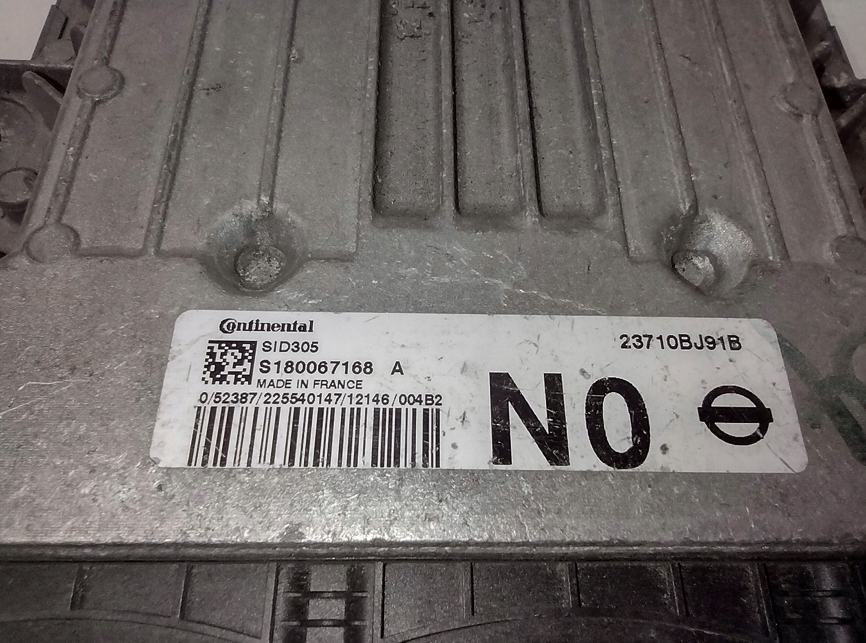 Continental
SID305
S180067168 A
MADE IN FRANCE
0/52387/225540147/12146/004B2
23710BJ91B
N0